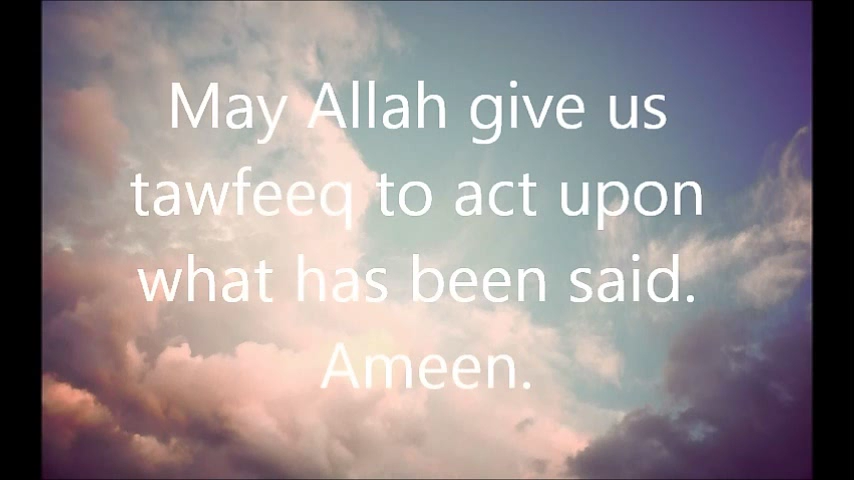 May Allah give us
tawfeeq to act upon
what has been said.
Ameen.